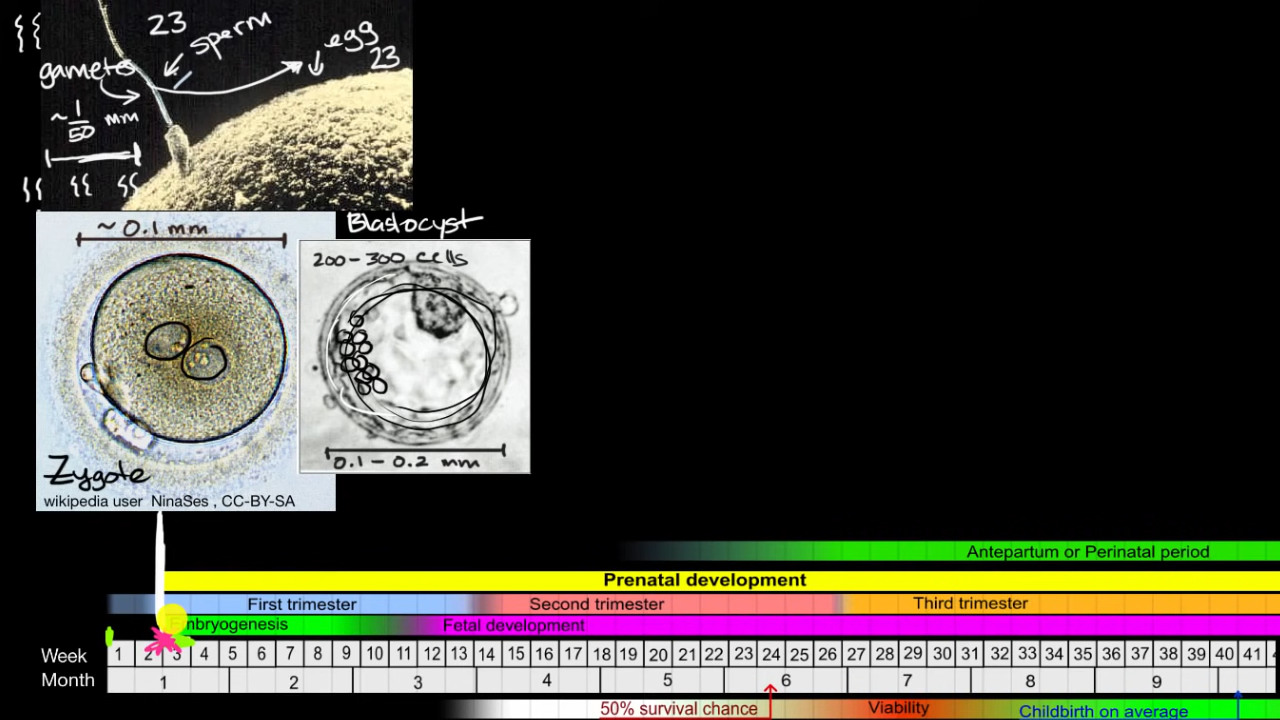 23
sperm
egg
23
gametes
~ 1/50 mm
~ 0.1 mm
Zygote
wikipedia user NinaSes , CC-BY-SA
Blastocyst
200-300 cells
0.1 - 0.2 mm
Antepartum or Perinatal period
Prenatal development
First trimester Second trimester Third trimester
Embryogenesis Fetal development
Week 1 2 3 4 5 6 7 8 9 10 11 12 13 14 15 16 17 18 19 20 21 22 23 24 25 26 27 28 29 30 31 32 33 34 35 36 37 38 39 40 41
Month 1 2 3 4 5 6 7 8 9
50% survival chance Viability Childbirth on average